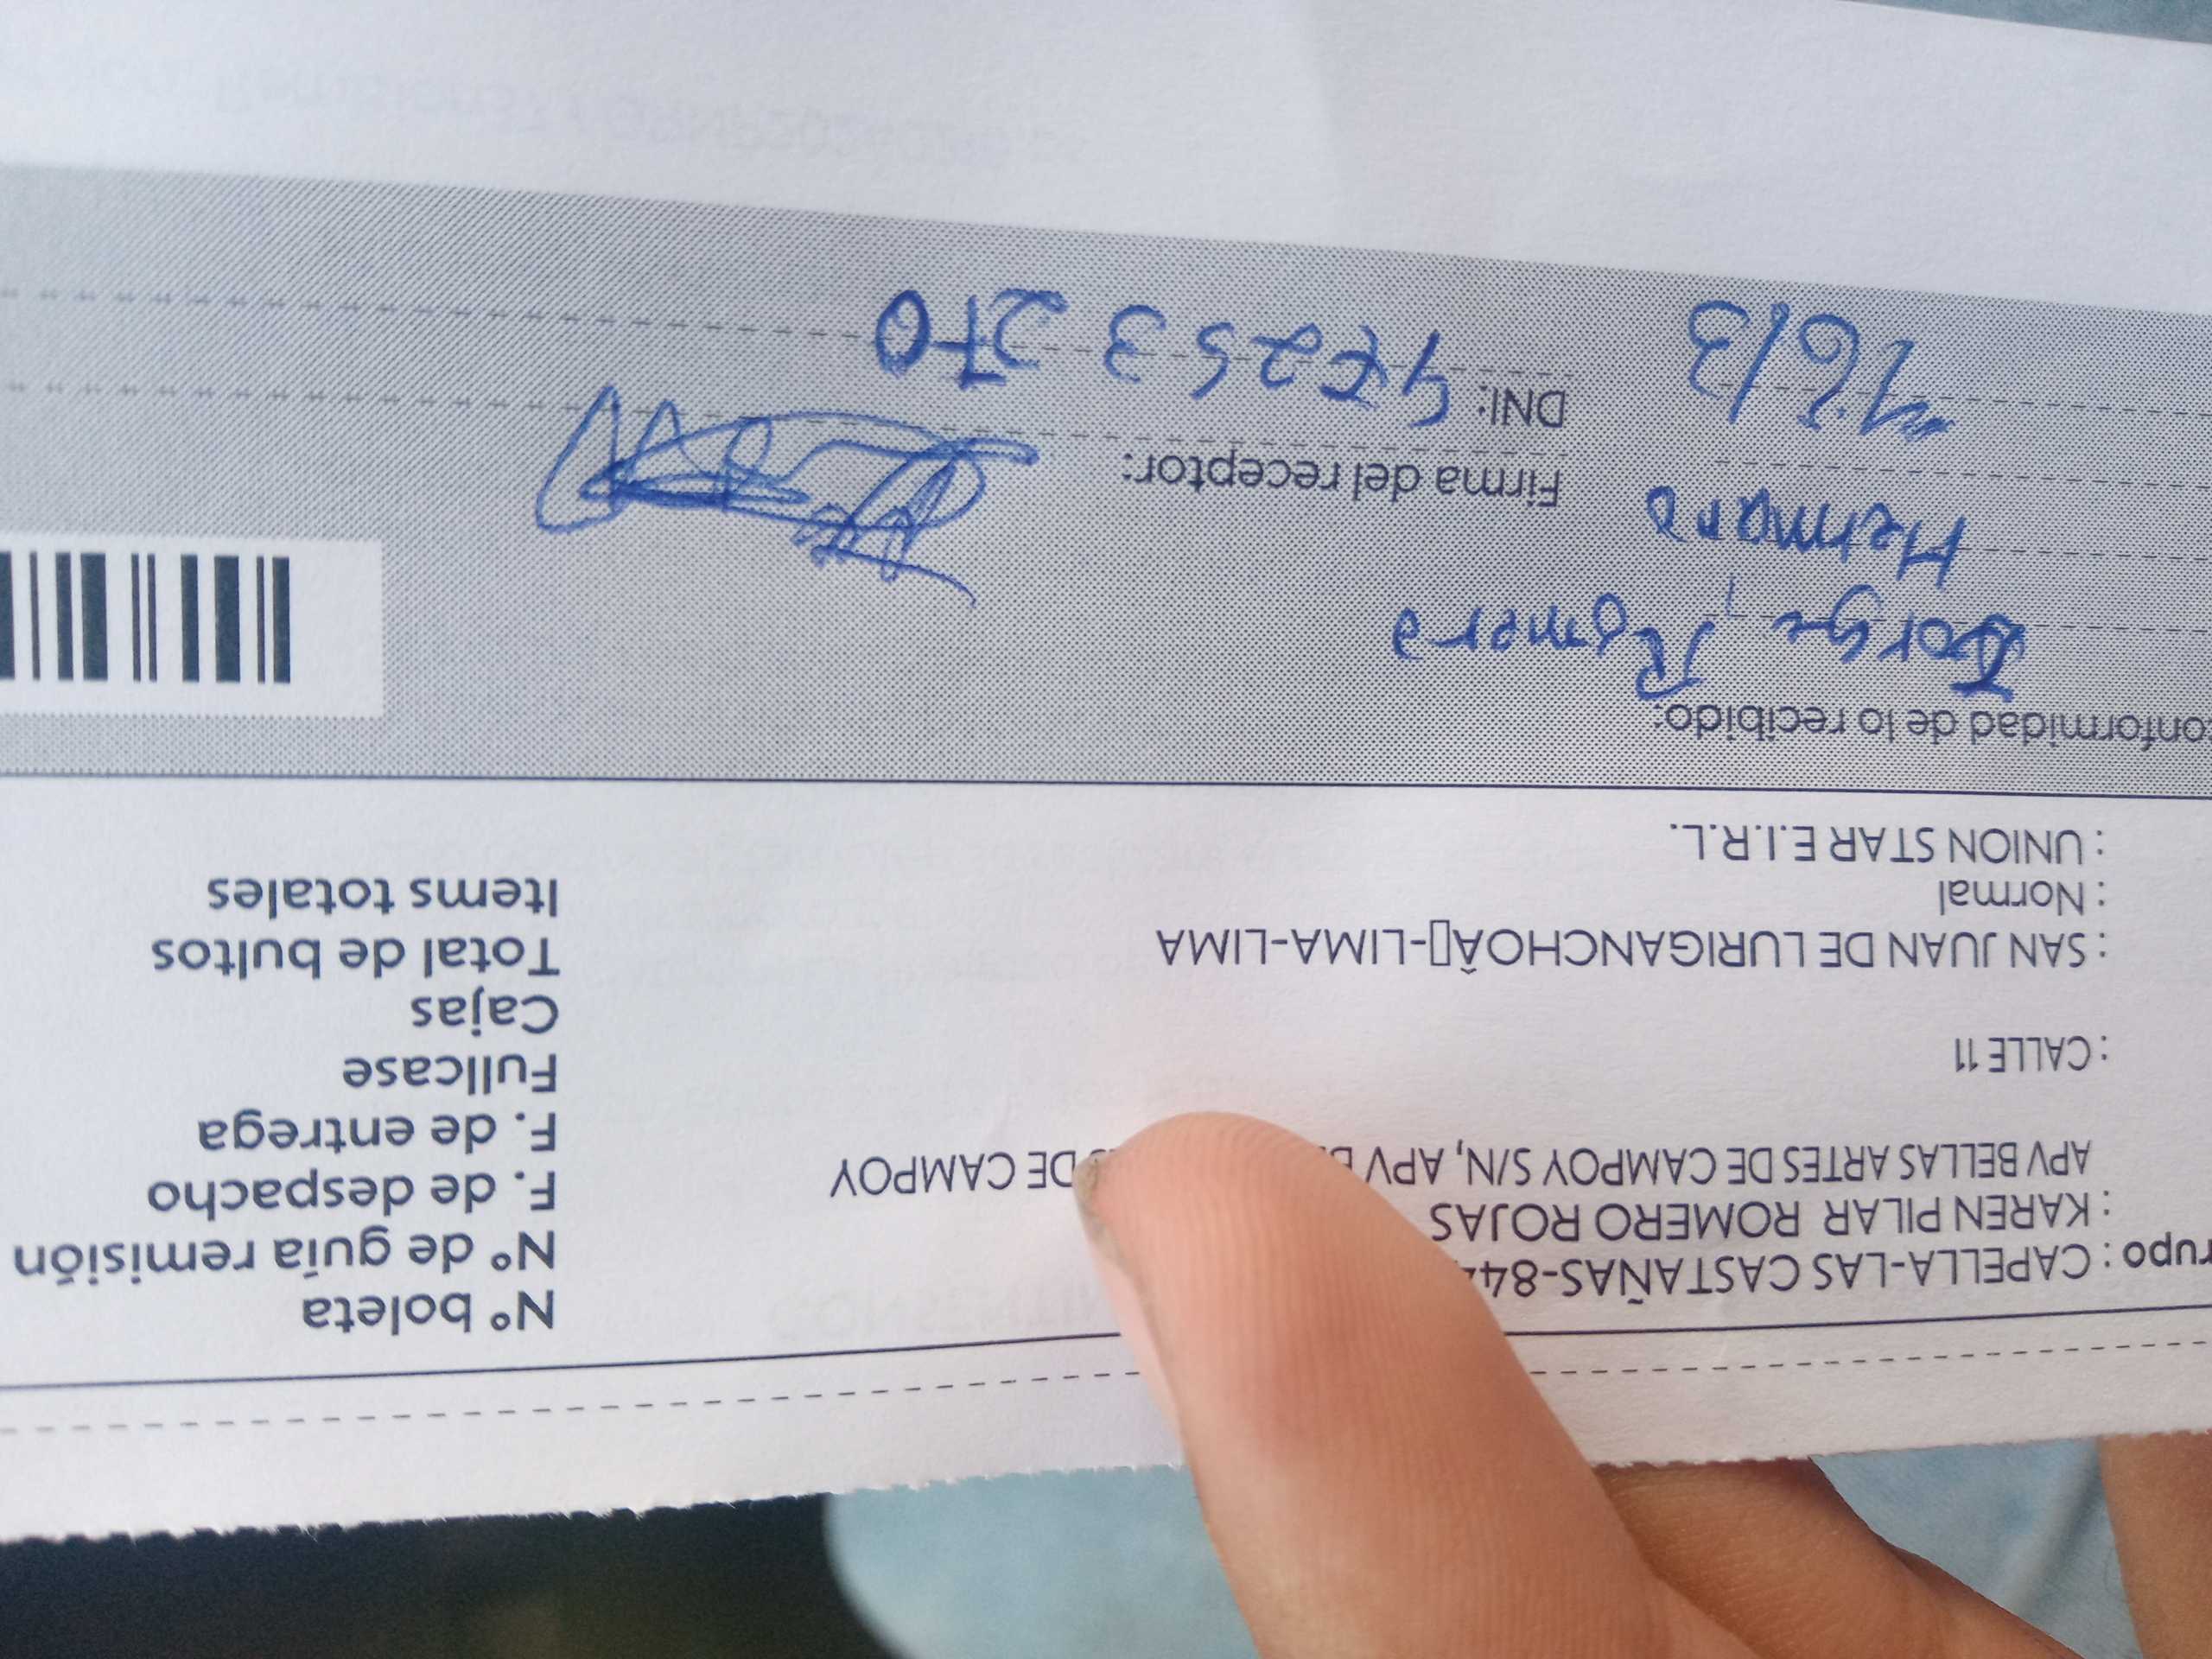 rupo : CAPELLA-LAS CASTAÑAS-844
: KAREN PILAR ROMERO ROJAS
APV BELLAS ARTES DE CAMPOY S/N, APV DE CAMPOY
: CALLE 11
: SAN JUAN DE LURIGANCHOÂ▯-LIMA-LIMA
: Normal
: UNION STAR E.I.R.L.
N° boleta
N° de guía remisión
F. de despacho
F. de entrega
Fullcase
Cajas
Total de bultos
Items totales
onformidad de lo recibido:
Jorge Romero
Hermano
16/3
Firma del receptor:
DNI: